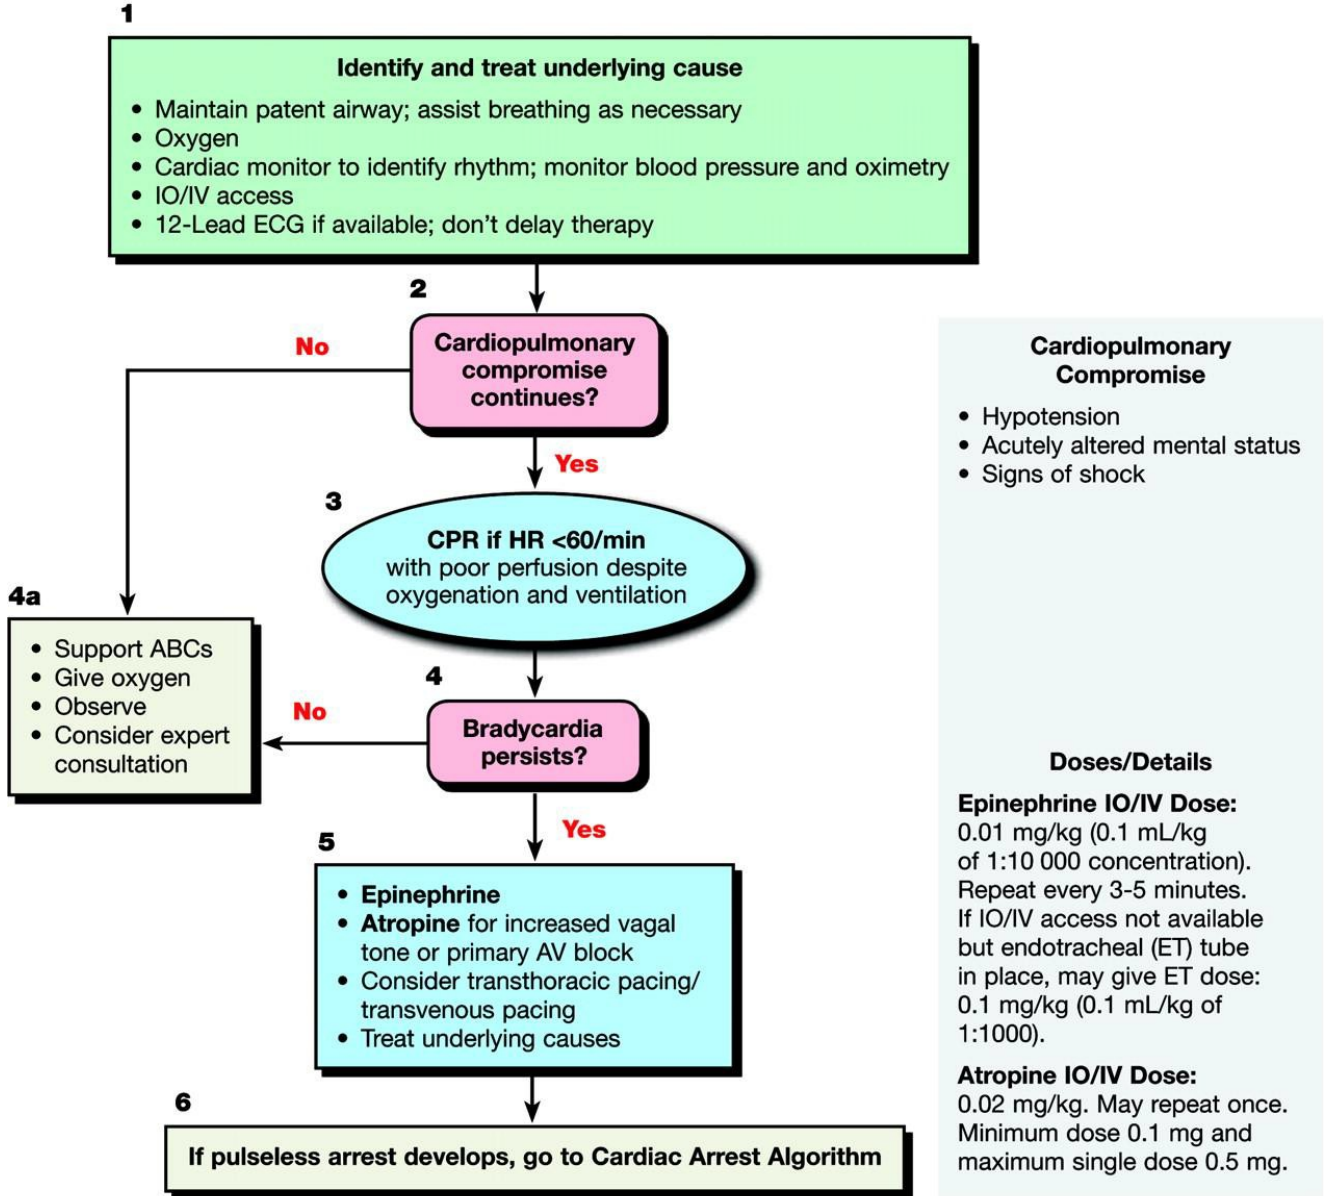 1
Identify and treat underlying cause
• Maintain patent airway; assist breathing as necessary
• Oxygen
• Cardiac monitor to identify rhythm; monitor blood pressure and oximetry
• IO/IV access
• 12-Lead ECG if available; don't delay therapy
2
Cardiopulmonary
compromise
continues?
No
Yes
3
CPR if HR <60/min
with poor perfusion despite
oxygenation and ventilation
4a
• Support ABCs
• Give oxygen
• Observe
• Consider expert
consultation
4
Bradycardia
persists?
No
Yes
5
• Epinephrine
• Atropine for increased vagal
tone or primary AV block
• Consider transthoracic pacing/
transvenous pacing
• Treat underlying causes
6
If pulseless arrest develops, go to Cardiac Arrest Algorithm
Cardiopulmonary
Compromise
• Hypotension
• Acutely altered mental status
• Signs of shock
Doses/Details
Epinephrine IO/IV Dose:
0.01 mg/kg (0.1 mL/kg
of 1:10 000 concentration).
Repeat every 3-5 minutes.
If IO/IV access not available
but endotracheal (ET) tube
in place, may give ET dose:
0.1 mg/kg (0.1 mL/kg of
1:1000).
Atropine IO/IV Dose:
0.02 mg/kg. May repeat once.
Minimum dose 0.1 mg and
maximum single dose 0.5 mg.